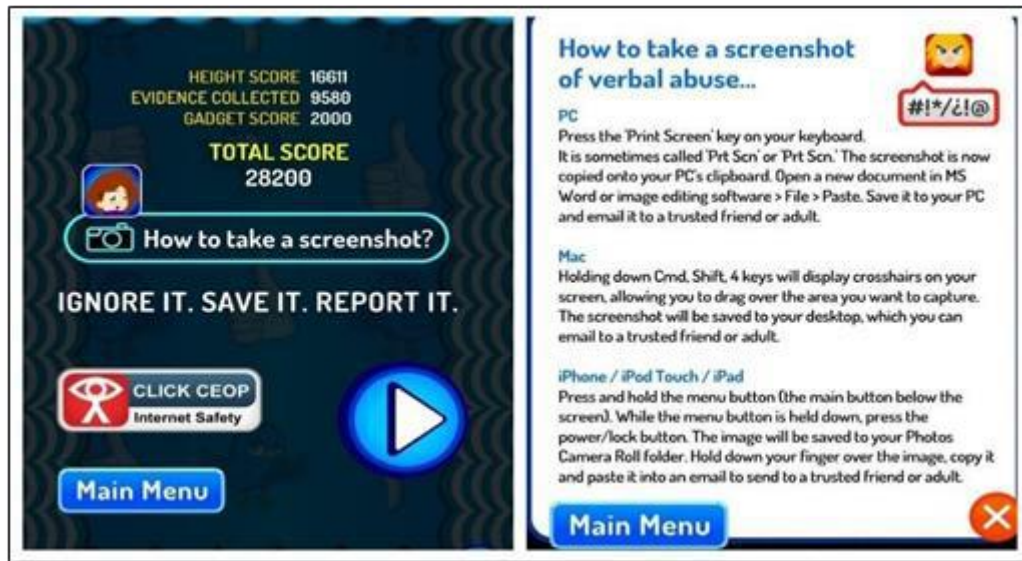 HEIGHT SCORE 16611
EVIDENCE COLLECTED 9580
GADGET SCORE 2000
TOTAL SCORE
28200
How to take a screenshot?
IGNORE IT. SAVE IT. REPORT IT.
CLICK CEOP
Internet Safety
Main Menu
How to take a screenshot
of verbal abuse...
#!*/¿!@
PC
Press the 'Print Screen' key on your keyboard.
It is sometimes called 'Prt Scn' or 'Prt Scn.' The screenshot is now
copied onto your PC's clipboard. Open a new document in MS
Word or image editing software > File > Paste. Save it to your PC
and email it to a trusted friend or adult.
Mac
Holding down Cmd, Shift, 4 keys will display crosshairs on your
screen, allowing you to drag over the area you want to capture.
The screenshot will be saved to your desktop, which you can
email to a trusted friend or adult.
iPhone / iPod Touch / iPad
Press and hold the menu button (the main button below the
screen). While the menu button is held down, press the
power/lock button. The image will be saved to your Photos
Camera Roll folder. Hold down your finger over the image, copy it
and paste it into an email to send to a trusted friend or adult.
Main Menu